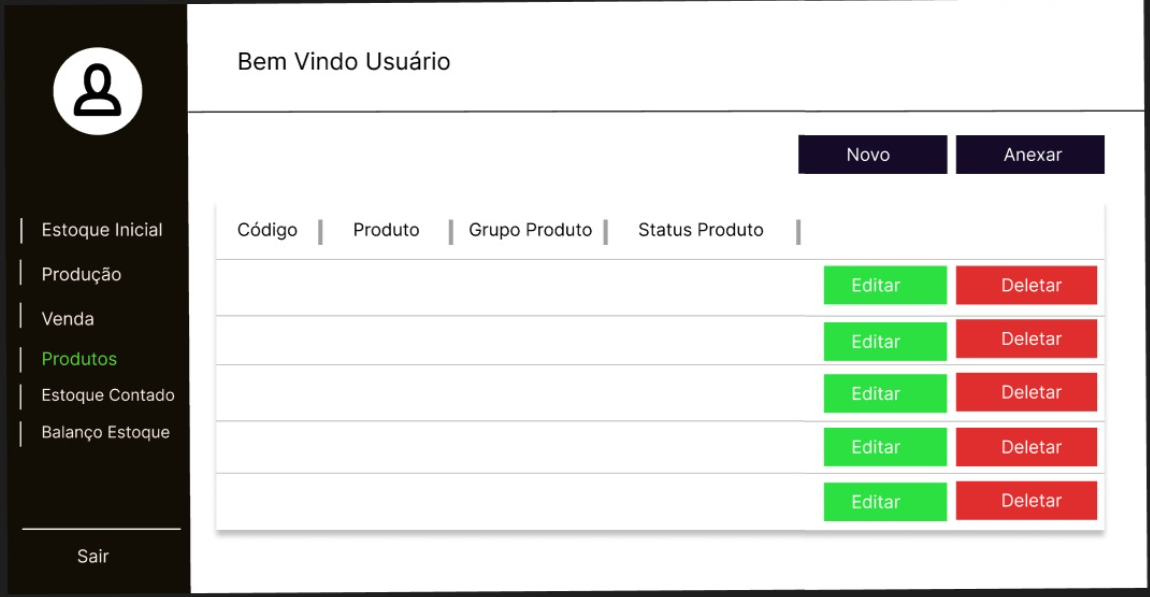 Bem Vindo Usuário
Novo Anexar
Estoque Inicial
Produção
Venda
Produtos
Estoque Contado
Balanço Estoque
Sair
Código Produto Grupo Produto Status Produto
Editar Deletar
Editar Deletar
Editar Deletar
Editar Deletar
Editar Deletar